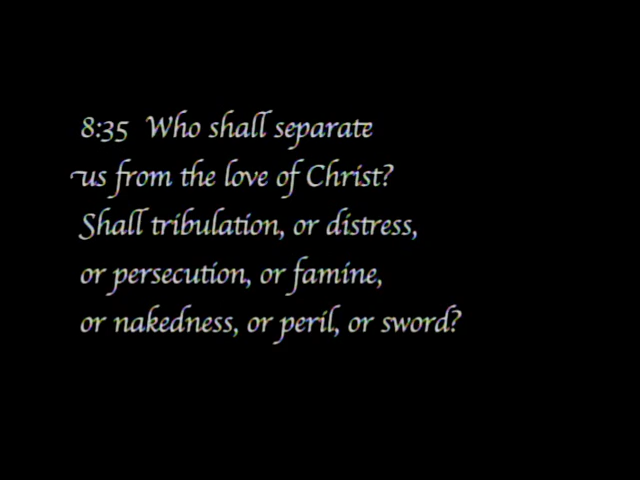 8:35 Who shall separate
us from the love of Christ?
Shall tribulation, or distress,
or persecution, or famine,
or nakedness, or peril, or sword?